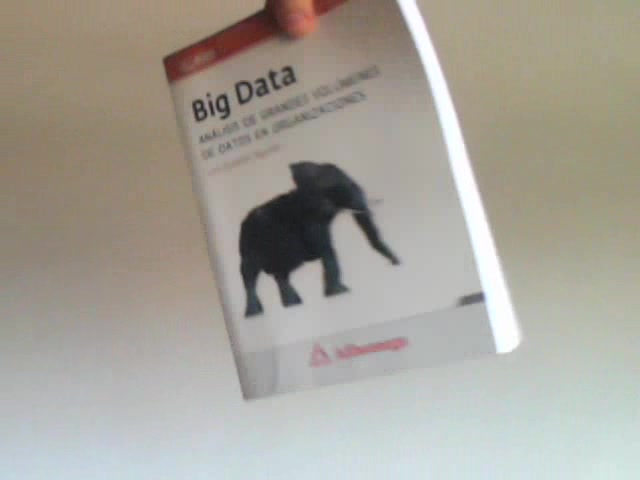 Big Data
ANÁLISIS DE GRANDES VOLÚMENES
DE DATOS EN ORGANIZACIONES
Alfaomega